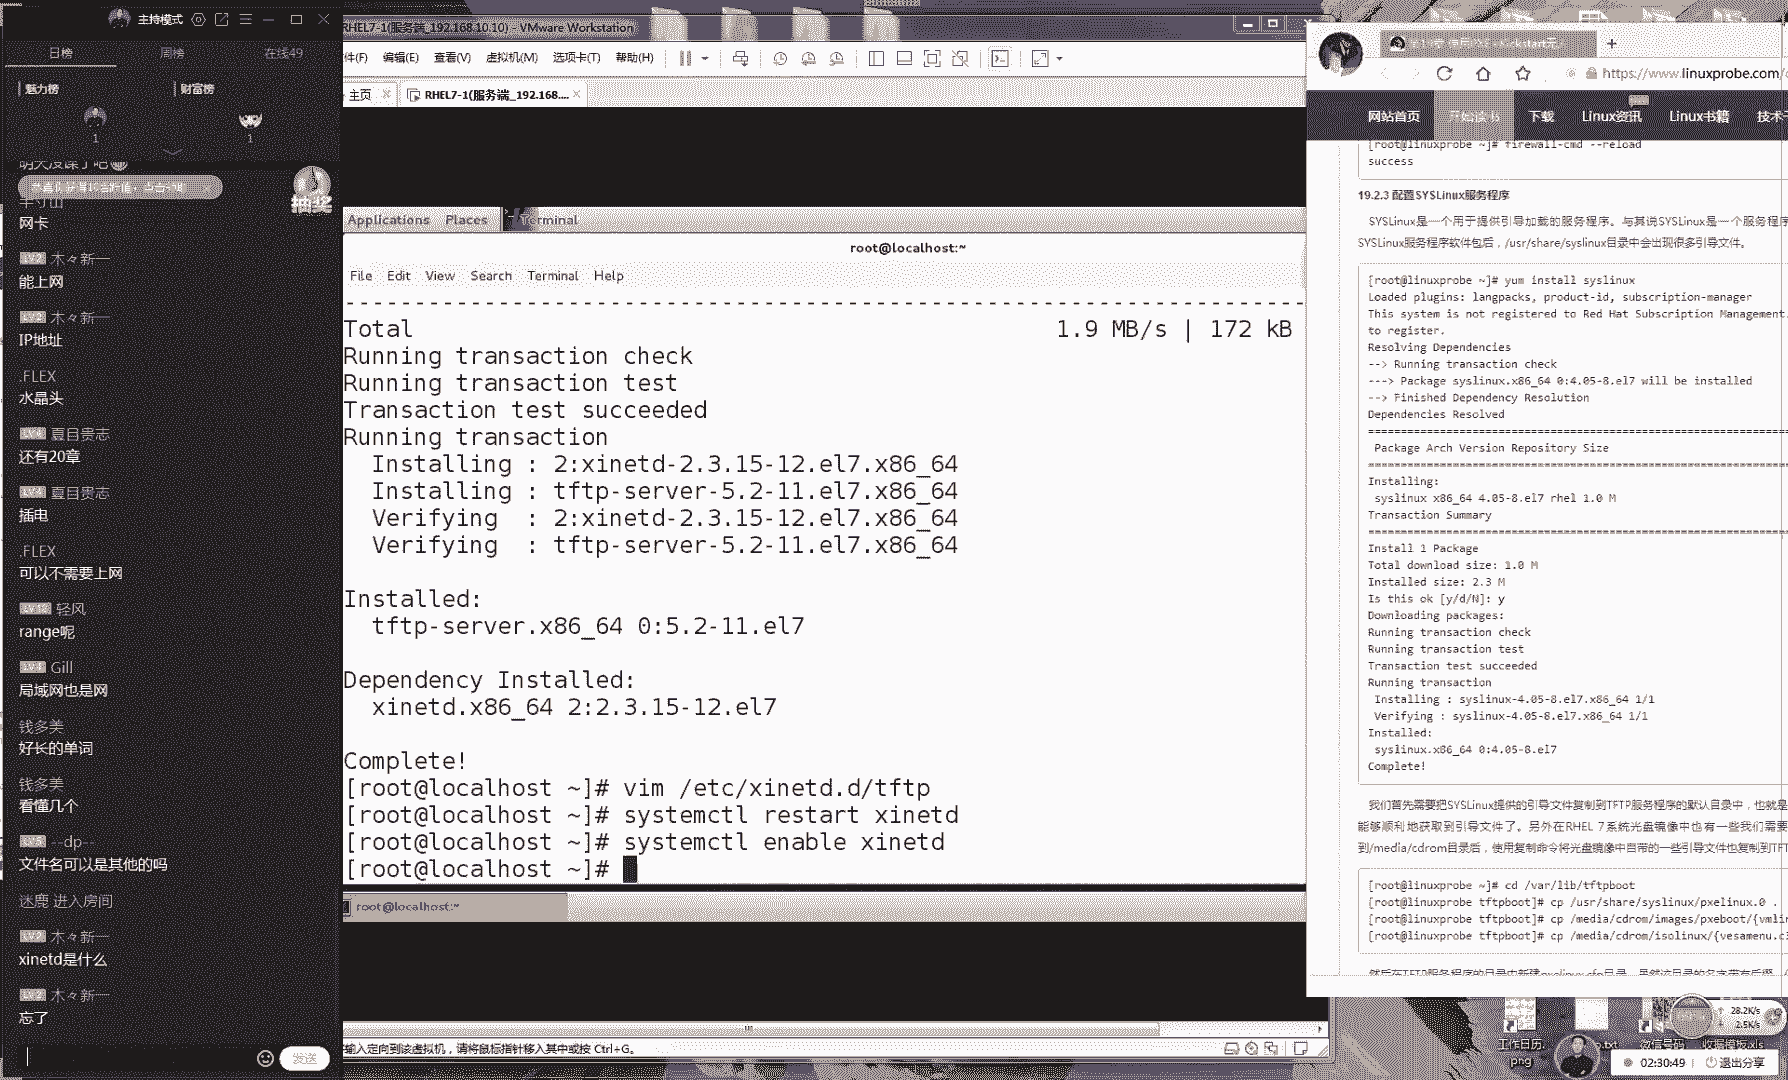 主持模式
日榜 周榜 在线49
魅力榜 财富榜
1 1
抽奖
网卡
木々新一
能上网
木々新一
IP地址
.FLEX
水晶头
夏目贵志
还有20章
夏目贵志
插电
.FLEX
可以不需要上网
轻风
range呢
Gill
局域网也是网
钱多美
好长的单词
钱多美
看懂几个
--dp--
文件名可以是其他的吗
迷鹿 进入房间
木々新一
xinetd是什么
木々新一
忘了
发送
RHEL7-1(服务端_192.168.10.10) - VMware Workstation
件(F) 编辑(E) 查看(V) 虚拟机(M) 选项卡(T) 帮助(H)
主页 RHEL7-1(服务端_192.168....
Applications Places Terminal
root@localhost:~
File Edit View Search Terminal Help
Total 1.9 MB/s | 172 kB
Running transaction check
Running transaction test
Transaction test succeeded
Running transaction
Installing : 2:xinetd-2.3.15-12.el7.x86_64
Installing : tftp-server-5.2-11.el7.x86_64
Verifying : 2:xinetd-2.3.15-12.el7.x86_64
Verifying : tftp-server-5.2-11.el7.x86_64
Installed:
tftp-server.x86_64 0:5.2-11.el7
Dependency Installed:
xinetd.x86_64 2:2.3.15-12.el7
Complete!
[root@localhost ~]# vim /etc/xinetd.d/tftp
[root@localhost ~]# systemctl restart xinetd
[root@localhost ~]# systemctl enable xinetd
[root@localhost ~]#
root@localhost:~
输入定向到该虚拟机，请将鼠标指针移入其中或按 Ctrl+G。
https://www.linuxprobe.com/
网站首页 开始读书 下载 Linux资讯 Linux书籍 技术干
[root@linuxprobe ~]# firewall-cmd --reload
success
19.2.3 配置SYSLinux服务程序
SYSLinux是一个用于提供引导加载的服务程序。与其说SYSLinux是一个服务程序
SYSLinux服务程序软件包后，/usr/share/syslinux目录中会出现很多引导文件。
[root@linuxprobe ~]# yum install syslinux
Loaded plugins: langpacks, product-id, subscription-manager
This system is not registered to Red Hat Subscription Management.
to register.
Resolving Dependencies
--> Running transaction check
---> Package syslinux.x86_64 0:4.05-8.el7 will be installed
--> Finished Dependency Resolution
Dependencies Resolved
Package Arch Version Repository Size
Installing:
syslinux x86_64 4.05-8.el7 rhel 1.0 M
Transaction Summary
Install 1 Package
Total download size: 1.0 M
Installed size: 2.3 M
Is this ok [y/d/N]: y
Downloading packages:
Running transaction check
Running transaction test
Transaction test succeeded
Running transaction
Installing : syslinux-4.05-8.el7.x86_64 1/1
Verifying : syslinux-4.05-8.el7.x86_64 1/1
Installed:
syslinux.x86_64 0:4.05-8.el7
Complete!
我们首先需要把SYSLinux提供的引导文件复制到TFTP服务程序的默认目录中，也就是
能够顺利地获取到引导文件了。另外在RHEL 7系统光盘镜像中也有一些我们需要
到/media/cdrom目录后，使用复制命令将光盘镜像中自带的一些引导文件也复制到TFT
[root@linuxprobe ~]# cd /var/lib/tftpboot
[root@linuxprobe tftpboot]# cp /usr/share/syslinux/pxelinux.0 .
[root@linuxprobe tftpboot]# cp /media/cdrom/images/pxeboot/{vmlin
[root@linuxprobe tftpboot]# cp /media/cdrom/isolinux/{vesamenu.c3
28.2K/s
2.5K/s
工作日历.
png
.txt
微信号码
收据模板.xls
02:30:49 退出分享